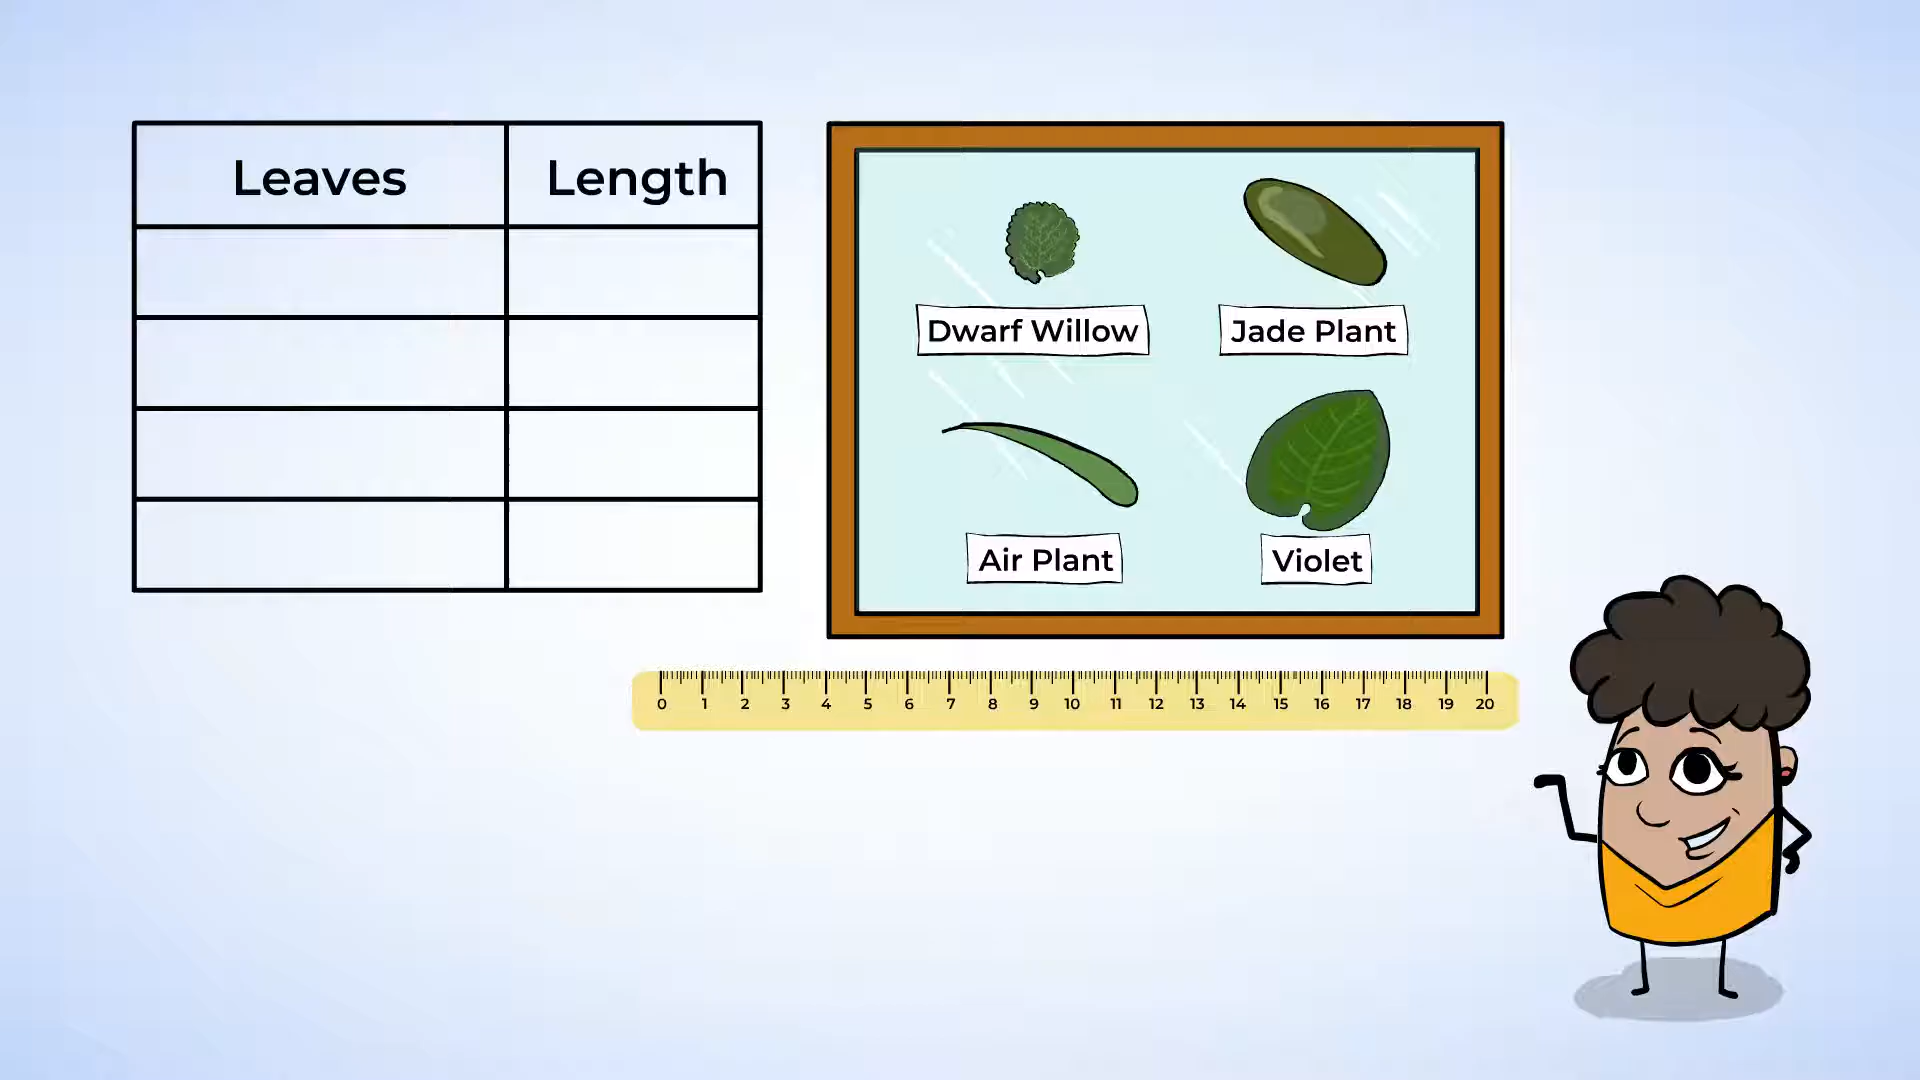 Leaves Length
Dwarf Willow Jade Plant
Air Plant Violet
0 1 2 3 4 5 6 7 8 9 10 11 12 13 14 15 16 17 18 19 20